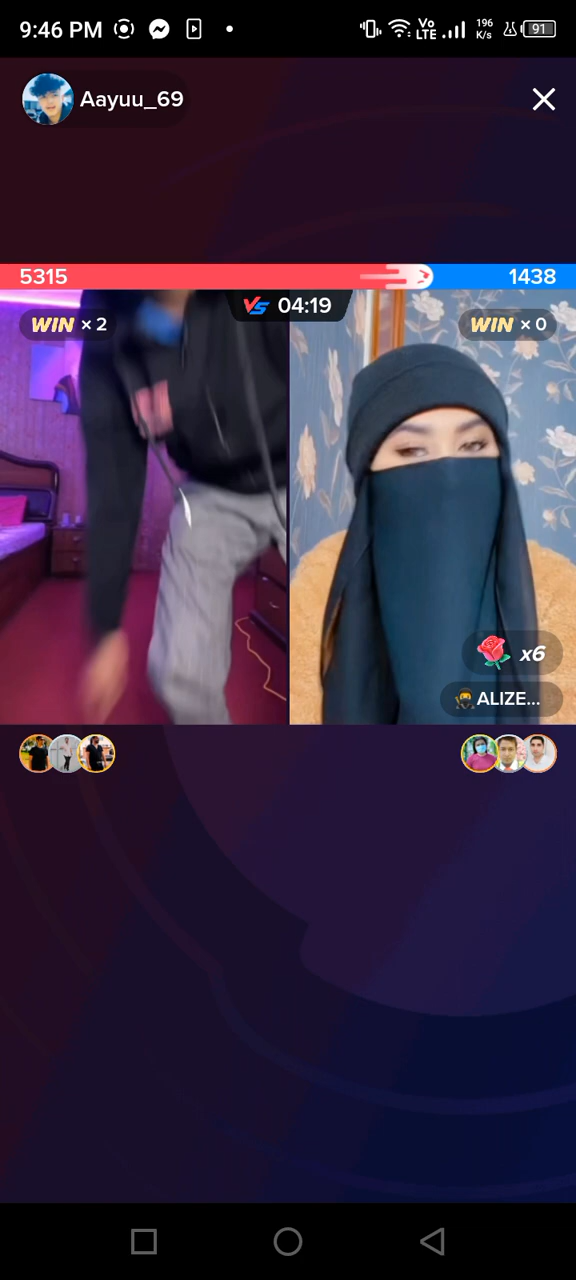 9:46 PM
Vo
LTE
196
K/s
91
Aayuu_69
5315
1438
VS 04:19
WIN × 2
WIN × 0
x6
ALIZE...